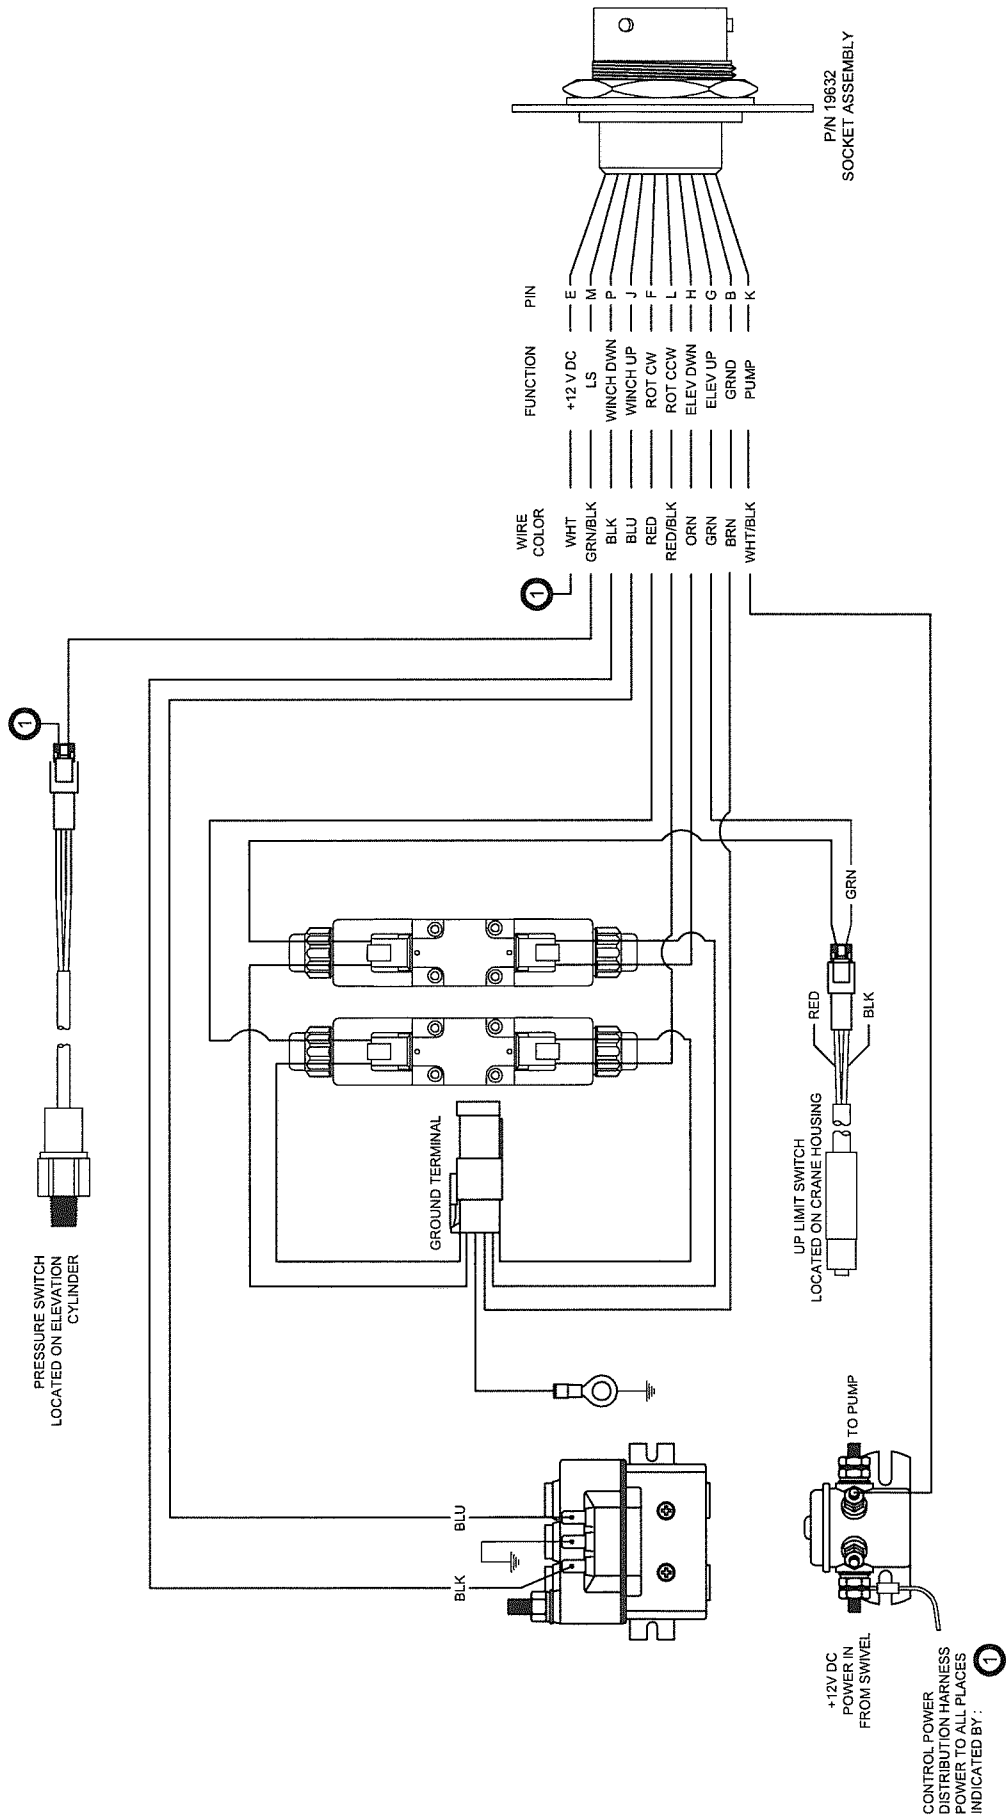 P/N 19632
SOCKET ASSEMBLY
WIRE
COLOR
FUNCTION
PIN
WHT
+12 V DC
E
GRN/BLK
LS
M
BLK
WINCH DWN
P
BLU
WINCH UP
J
RED
ROT CW
F
RED/BLK
ROT CCW
L
ORN
ELEV DWN
H
GRN
ELEV UP
G
BRN
GRND
B
WHT/BLK
PUMP
K
1
1
PRESSURE SWITCH
LOCATED ON ELEVATION
CYLINDER
GROUND TERMINAL
GRN
RED
BLK
UP LIMIT SWITCH
LOCATED ON CRANE HOUSING
BLU
BLK
TO PUMP
+12V DC
POWER IN
FROM SWIVEL
CONTROL POWER
DISTRIBUTION HARNESS
POWER TO ALL PLACES
INDICATED BY :
1